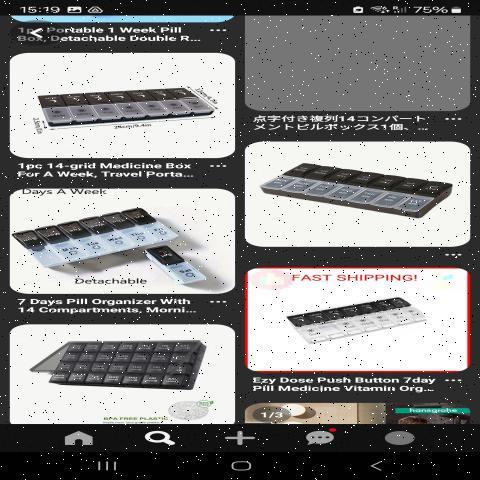 15:19
75%
1pc Portable 1 Week Pill
Box, Detachable Double R...
1pc 14-grid Medicine Box
For A Week, Travel Porta...
Days A Week
Detachable
7 Days Pill Organizer With
14 Compartments, Morni...
BPA FREE PLASTIC
点字付き複列14コンパート
メントピルボックス1個、...
FAST SHIPPING!
Ezy Dose Push Button 7day
Pill Medicine Vitamin Org...
1/3
hansgrohe